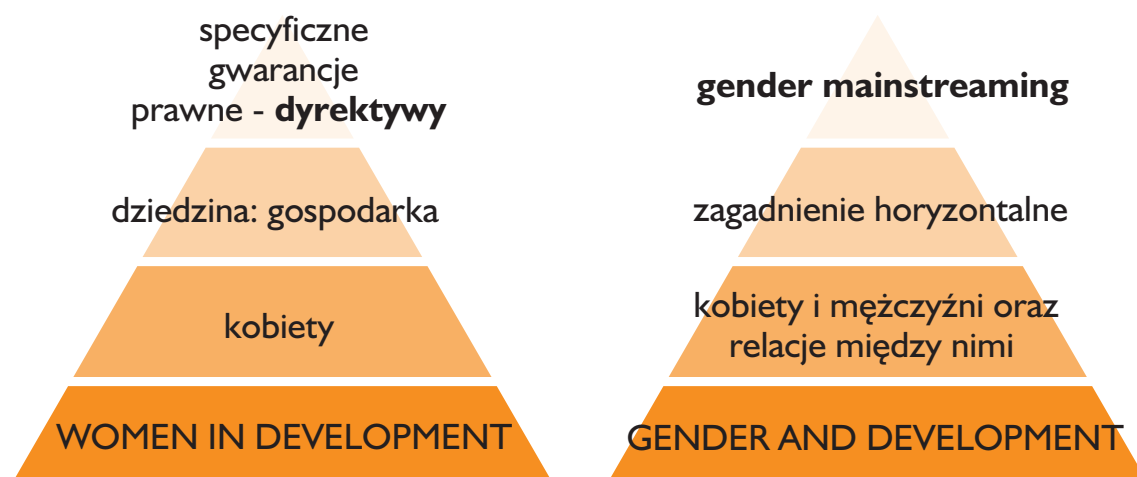 specyficzne
gwarancje
prawne - dyrektywy
dziedzina: gospodarka
kobiety
WOMEN IN DEVELOPMENT
gender mainstreaming
zagadnienie horyzontalne
kobiety i mężczyźni oraz
relacje między nimi
GENDER AND DEVELOPMENT